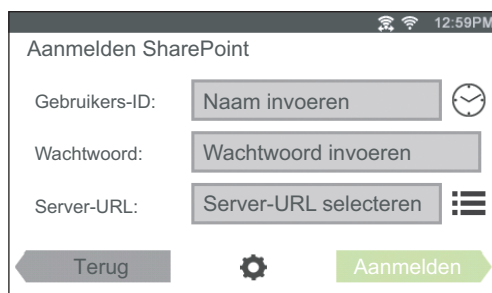 12:59PM
Aanmelden SharePoint
Gebruikers-ID: Naam invoeren
Wachtwoord: Wachtwoord invoeren
Server-URL: Server-URL selecteren
Terug Aanmelden